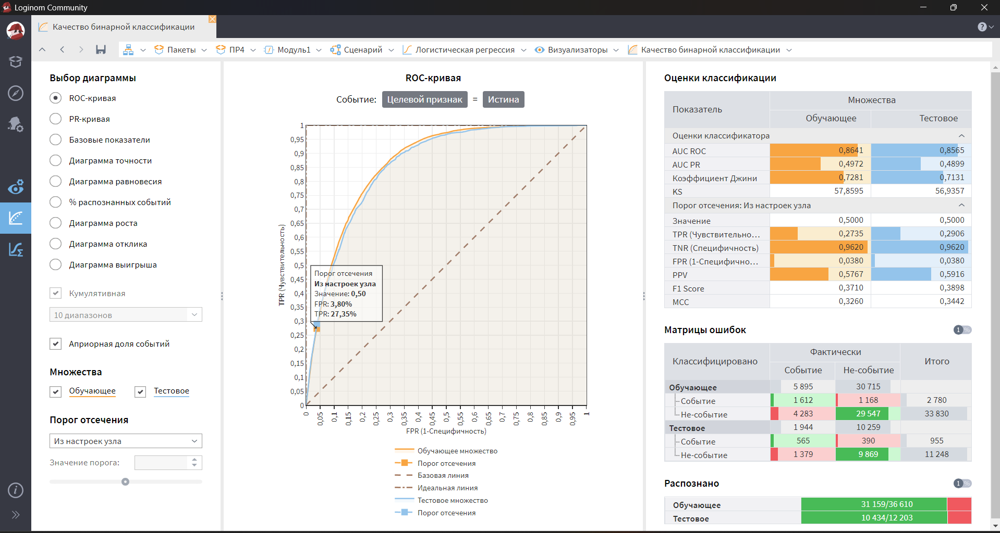 Loginom Community
Качество бинарной классификации
Пакеты ПР4 Модуль1 Сценарий Логистическая регрессия Визуализаторы Качество бинарной классификации
Выбор диаграммы
ROC-кривая
PR-кривая
Базовые показатели
Диаграмма точности
Диаграмма равновесия
% распознанных событий
Диаграмма роста
Диаграмма отклика
Диаграмма выигрыша
Кумулятивная
10 диапазонов
Априорная доля событий
Множества
Обучающее Тестовое
Порог отсечения
Из настроек узла
Значение порога:
ROC-кривая
Событие: Целевой признак = Истина
TPR (Чувствительность)
1
0,95
0,9
0,85
0,8
0,75
0,7
0,65
0,6
0,55
0,5
0,45
0,4
0,35
0,3
0,25
0,2
0,15
0,1
0,05
0
Порог отсечения
Из настроек узла
Значение: 0,50
FPR: 3,80%
TPR: 27,35%
0 0,05 0,1 0,15 0,2 0,25 0,3 0,35 0,4 0,45 0,5 0,55 0,6 0,65 0,7 0,75 0,8 0,85 0,9 0,95 1
FPR (1-Специфичность)
Обучающее множество
Порог отсечения
Базовая линия
Идеальная линия
Тестовое множество
Порог отсечения
Оценки классификации
Показатель Множества
Обучающее Тестовое
Оценки классификатора
AUC ROC 0,8641 0,8565
AUC PR 0,4972 0,4899
Коэффициент Джини 0,7281 0,7131
KS 57,8595 56,9357
Порог отсечения: Из настроек узла
Значение 0,5000 0,5000
TPR (Чувствительно... 0,2735 0,2906
TNR (Специфичность) 0,9620 0,9620
FPR (1-Специфично... 0,0380 0,0380
PPV 0,5767 0,5916
F1 Score 0,3710 0,3898
MCC 0,3260 0,3442
Матрицы ошибок 1 %
Классифицировано Фактически Итого
Событие Не-событие
Обучающее 5 895 30 715
Событие 1 612 1 168 2 780
Не-событие 4 283 29 547 33 830
Тестовое 1 944 10 259
Событие 565 390 955
Не-событие 1 379 9 869 11 248
Распознано 1 %
Обучающее 31 159/36 610
Тестовое 10 434/12 203